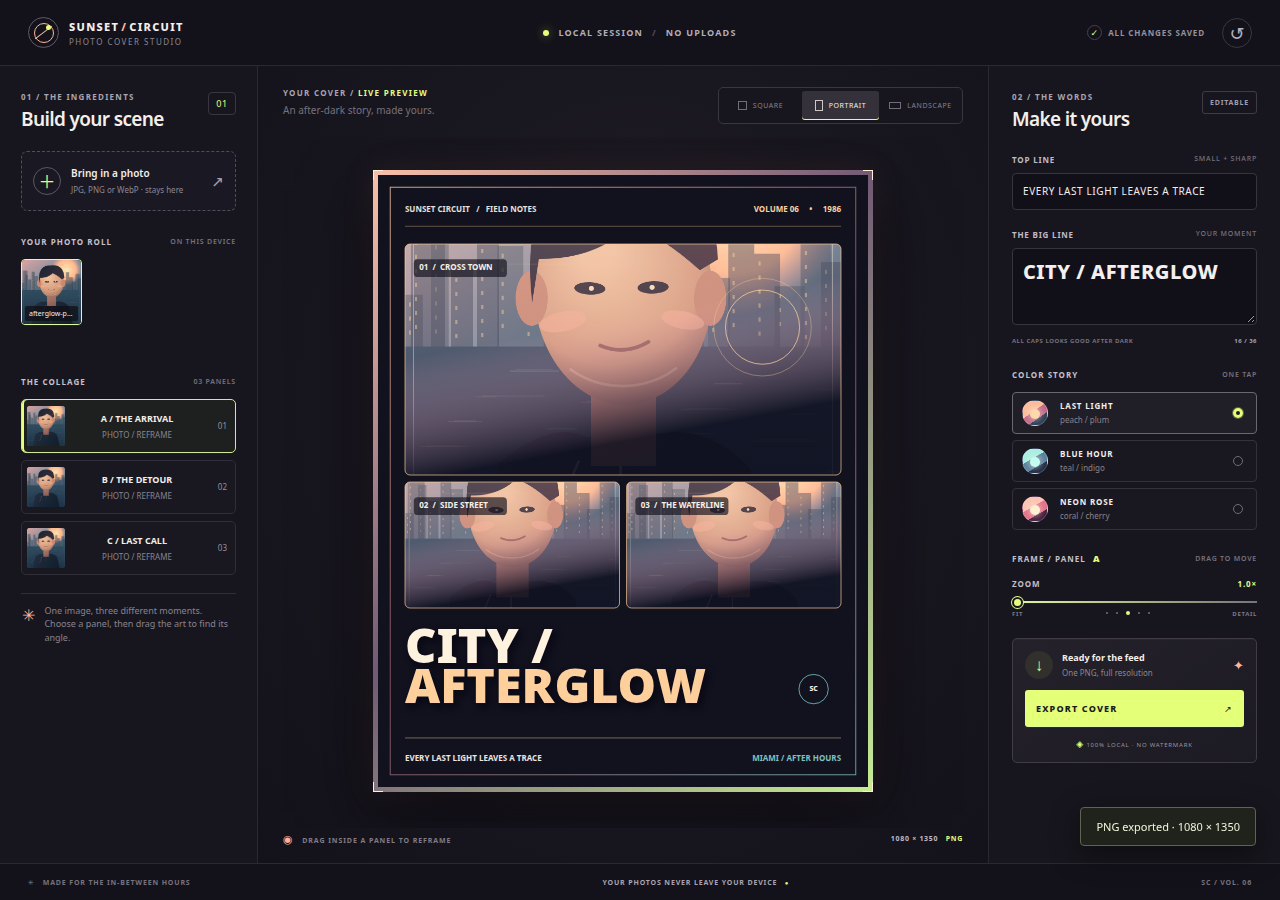 SUNSET / CIRCUIT
PHOTO COVER STUDIO
LOCAL SESSION / NO UPLOADS
ALL CHANGES SAVED
01 / THE INGREDIENTS
Build your scene
01
Bring in a photo
JPG, PNG or WebP · stays here
YOUR PHOTO ROLL
ON THIS DEVICE
afterglow-p...
THE COLLAGE
03 PANELS
A / THE ARRIVAL
PHOTO / REFRAME
01
B / THE DETOUR
PHOTO / REFRAME
02
C / LAST CALL
PHOTO / REFRAME
03
One image, three different moments.
Choose a panel, then drag the art to find its
angle.
YOUR COVER / LIVE PREVIEW
An after-dark story, made yours.
SQUARE
PORTRAIT
LANDSCAPE
SUNSET CIRCUIT / FIELD NOTES
VOLUME 06 • 1986
01 / CROSS TOWN
02 / SIDE STREET
03 / THE WATERLINE
CITY /
AFTERGLOW
SC
EVERY LAST LIGHT LEAVES A TRACE
MIAMI / AFTER HOURS
DRAG INSIDE A PANEL TO REFRAME
1080 × 1350 PNG
02 / THE WORDS
Make it yours
EDITABLE
TOP LINE
SMALL + SHARP
EVERY LAST LIGHT LEAVES A TRACE
THE BIG LINE
YOUR MOMENT
CITY / AFTERGLOW
ALL CAPS LOOKS GOOD AFTER DARK
16 / 36
COLOR STORY
ONE TAP
LAST LIGHT
peach / plum
BLUE HOUR
teal / indigo
NEON ROSE
coral / cherry
FRAME / PANEL A
DRAG TO MOVE
ZOOM
1.0×
FIT
DETAIL
Ready for the feed
One PNG, full resolution
EXPORT COVER
100% LOCAL · NO WATERMARK
PNG exported · 1080 × 1350
MADE FOR THE IN-BETWEEN HOURS
YOUR PHOTOS NEVER LEAVE YOUR DEVICE
SC / VOL. 06